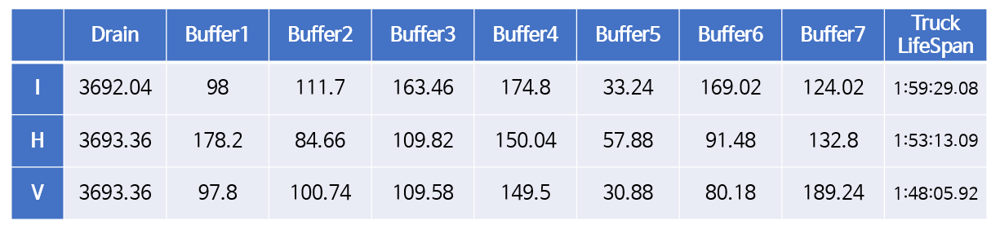 Drain Buffer1 Buffer2 Buffer3 Buffer4 Buffer5 Buffer6 Buffer7 Truck
LifeSpan
I 3692.04 98 111.7 163.46 174.8 33.24 169.02 124.02 1:59:29.08
H 3693.36 178.2 84.66 109.82 150.04 57.88 91.48 132.8 1:53:13.09
V 3693.36 97.8 100.74 109.58 149.5 30.88 80.18 189.24 1:48:05.92